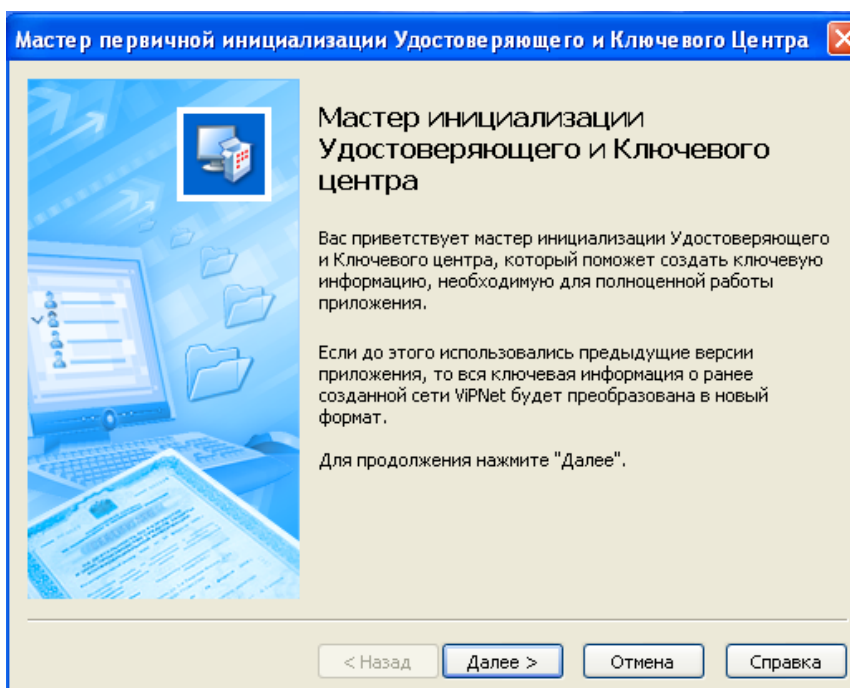 Мастер первичной инициализации Удостоверяющего и Ключевого Центра
Мастер инициализации
Удостоверяющего и Ключевого
центра
Вас приветствует мастер инициализации Удостоверяющего
и Ключевого центра, который поможет создать ключевую
информацию, необходимую для полноценной работы
приложения.
Если до этого использовались предыдущие версии
приложения, то вся ключевая информация о ранее
созданной сети ViPNet будет преобразована в новый
формат.
Для продолжения нажмите "Далее".
< Назад
Далее >
Отмена
Справка